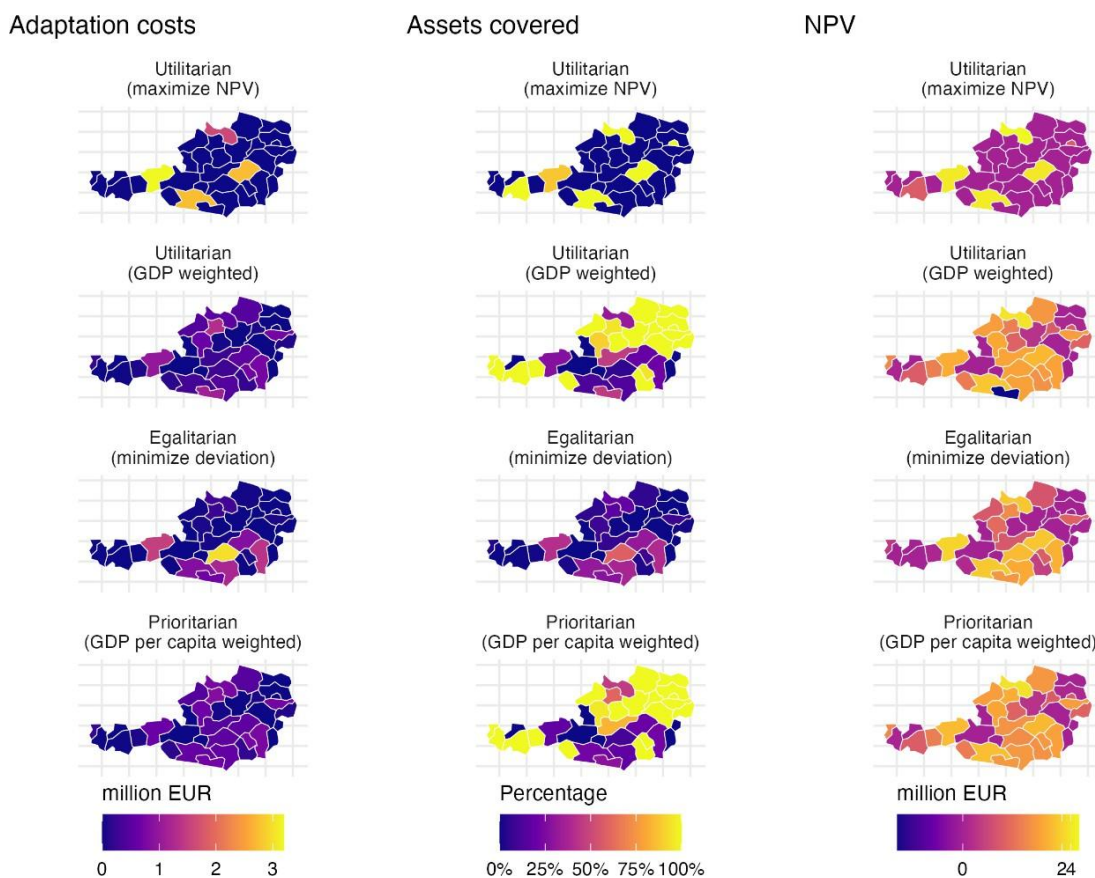 Adaptation costs
Assets covered
NPV
Utilitarian
(maximize NPV)
Utilitarian
(maximize NPV)
Utilitarian
(maximize NPV)
Utilitarian
(GDP weighted)
Utilitarian
(GDP weighted)
Utilitarian
(GDP weighted)
Egalitarian
(minimize deviation)
Egalitarian
(minimize deviation)
Egalitarian
(minimize deviation)
Prioritarian
(GDP per capita weighted)
Prioritarian
(GDP per capita weighted)
Prioritarian
(GDP per capita weighted)
million EUR
0 1 2 3
Percentage
0% 25% 50% 75% 100%
million EUR
0 24